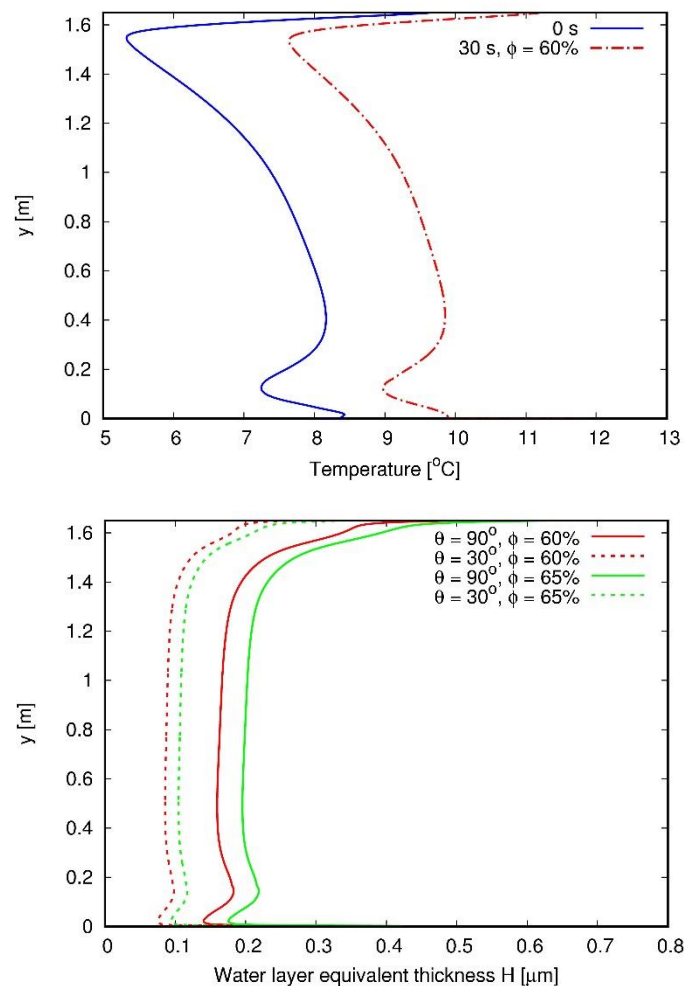 1.6
1.4
1.2
1
0.8
0.6
0.4
0.2
0
y [m]
0 s
30 s, ϕ = 60%
5 6 7 8 9 10 11 12 13
Temperature [°C]
1.6
1.4
1.2
1
0.8
0.6
0.4
0.2
0
y [m]
θ = 90°, ϕ = 60%
θ = 30°, ϕ = 60%
θ = 90°, ϕ = 65%
θ = 30°, ϕ = 65%
0 0.1 0.2 0.3 0.4 0.5 0.6 0.7 0.8
Water layer equivalent thickness H [μm]